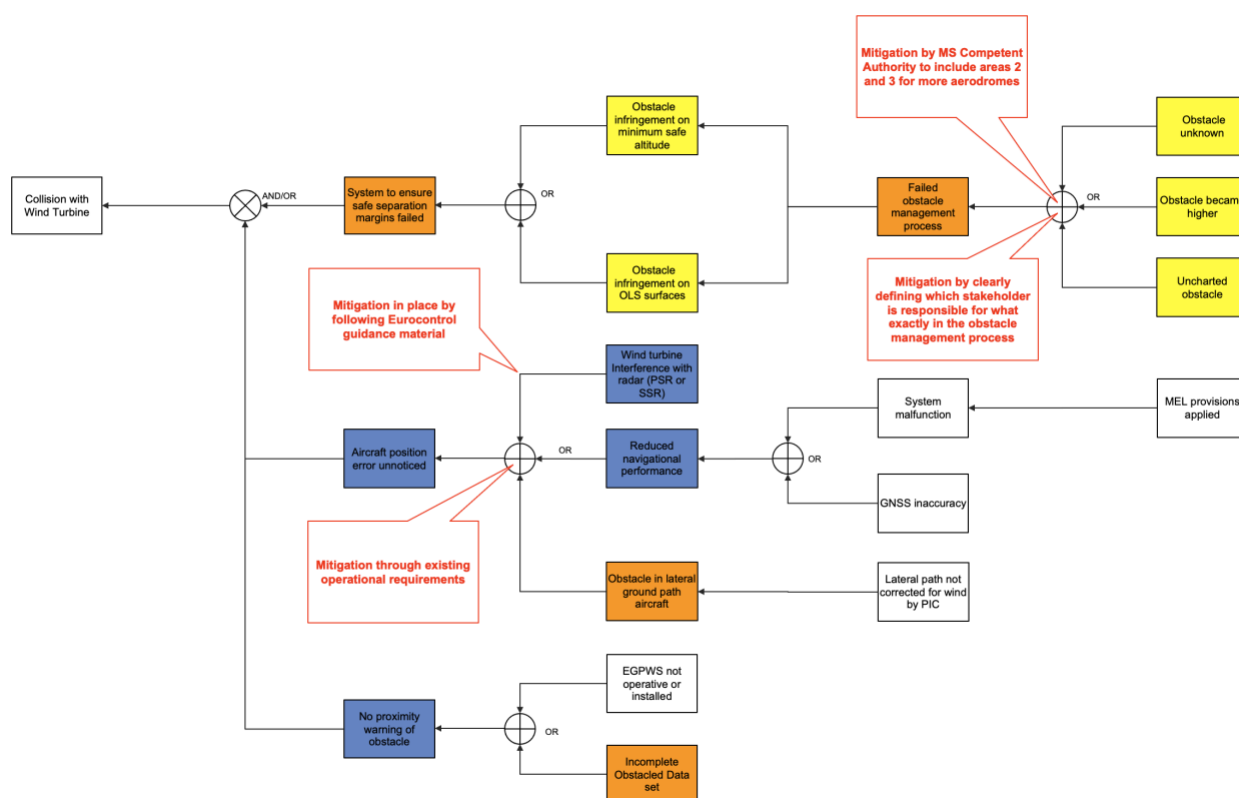 Mitigation by MS Competent
Authority to include areas 2
and 3 for more aerodromes
Obstacle
infringement on
minimum safe
altitude
Obstacle
unknown
OR
Collision with
Wind Turbine
AND/OR
System to ensure
safe separation
margins failed
Failed
obstacle
management
process
OR
Obstacle becam
higher
Obstacle
infringement on
OLS surfaces
Uncharted
obstacle
Mitigation by clearly
defining which stakeholder
is responsible for what
exactly in the obstacle
management process
Mitigation in place by
following Eurocontrol
guidance material
Wind turbine
Interference with
radar (PSR or
SSR)
System
malfunction
MEL provisions
applied
Aircraft position
error unnoticed
OR
Reduced
navigational
performance
OR
GNSS inaccuracy
Mitigation through existing
operational requirements
Obstacle in lateral
ground path
aircraft
Lateral path not
corrected for wind
by PIC
EGPWS not
operative or
installed
No proximity
warning of
obstacle
OR
Incomplete
Obstacled Data
set